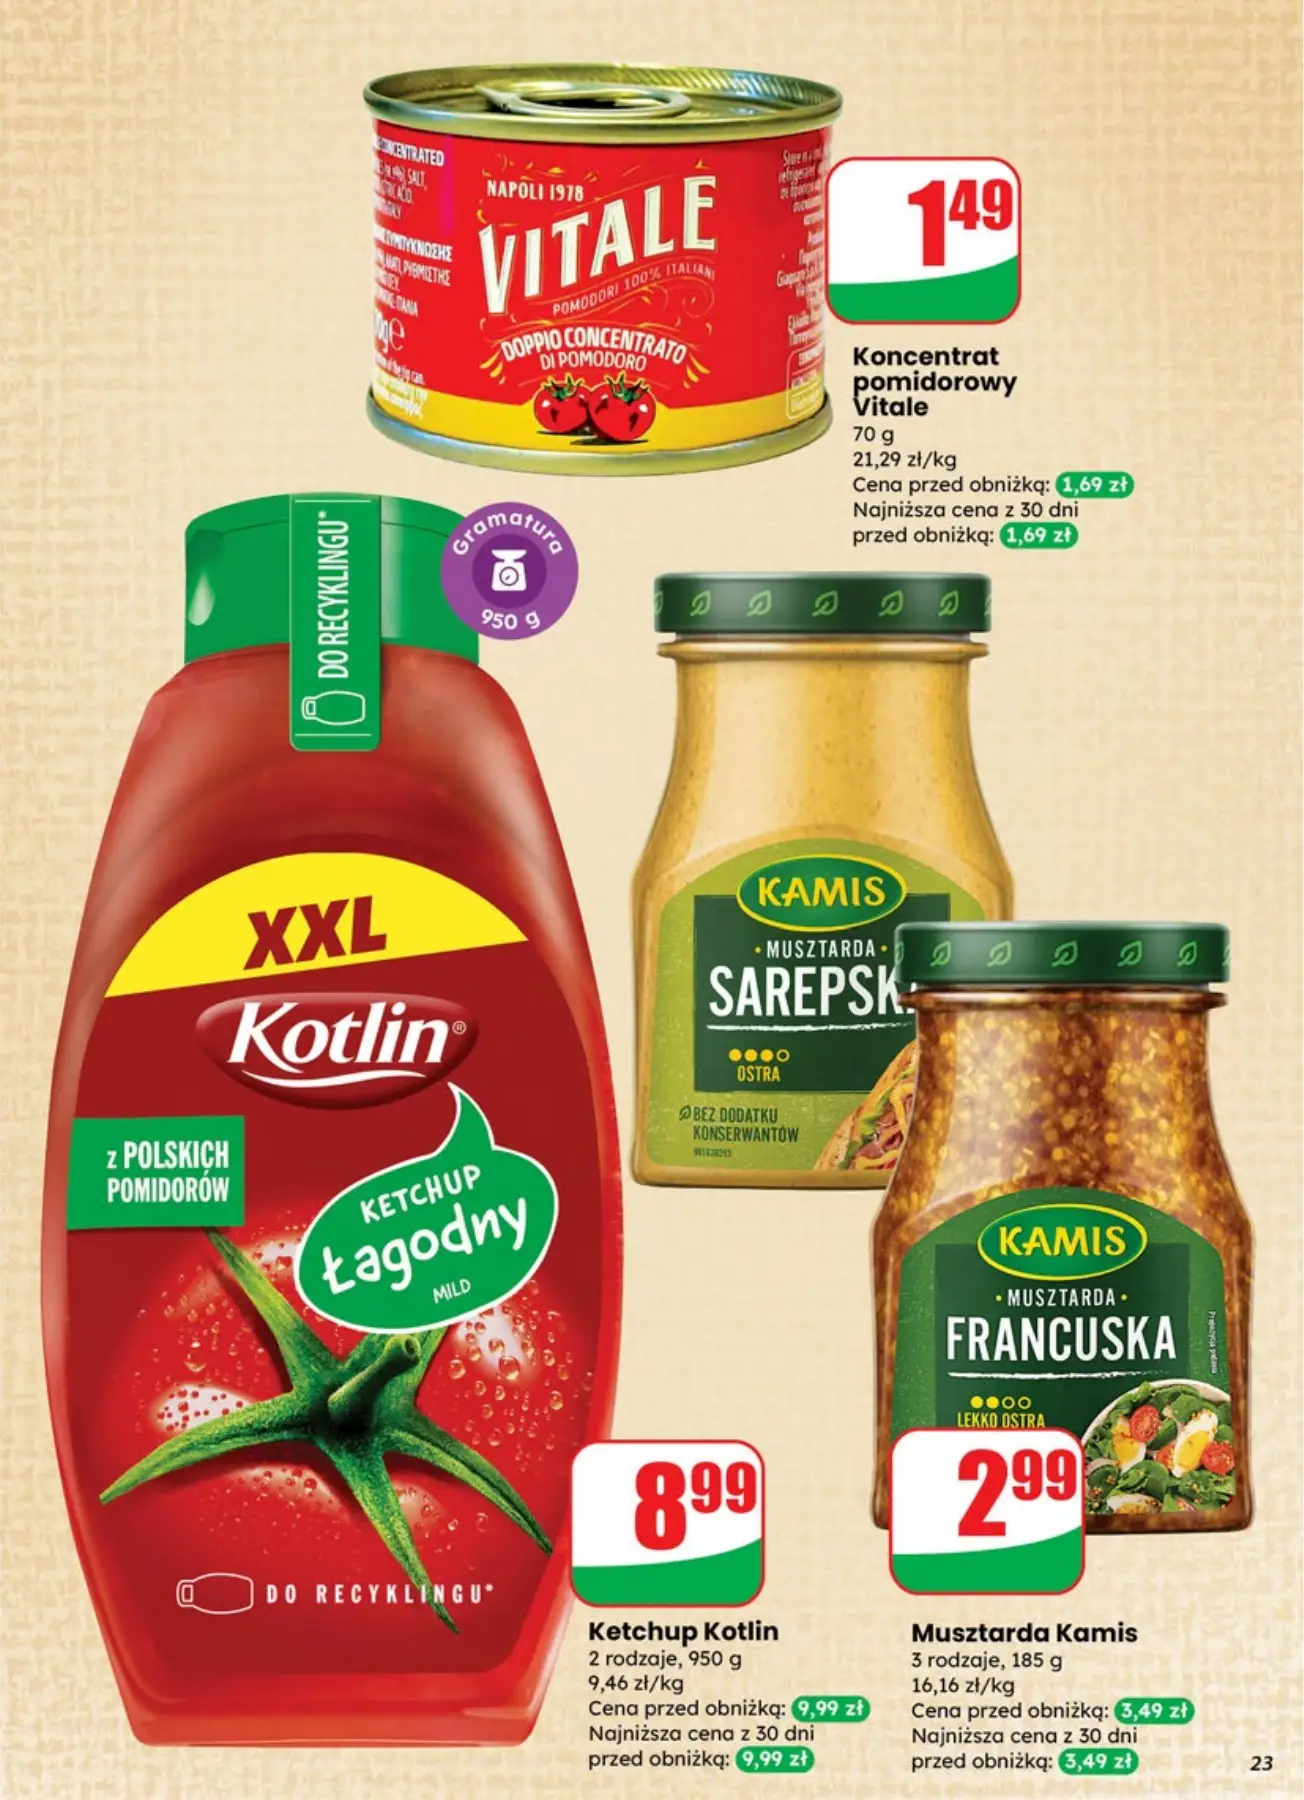 CONCENTRATED
SALT,
NAPOLI 1978
VITALE
POMODORI 100% ITALIANI
DOPPIO CONCENTRATO
DI POMODORO
1 49
Koncentrat
pomidorowy
Vitale
70 g
21,29 zł/kg
Cena przed obniżką: 1,69 zł
Najniższa cena z 30 dni
przed obniżką: 1,69 zł
DO RECYKLINGU*
Gramatura
950 g
XXL
Kotlin®
z POLSKICH
POMIDORÓW
KETCHUP
Łagodny
MILD
DO RECYKLINGU*
KAMIS
• MUSZTARDA •
SAREPSK
OSTRA
BEZ DODATKU
KONSERWANTÓW
KAMIS
• MUSZTARDA •
FRANCUSKA
LEKKO OSTRA
8 99
Ketchup Kotlin
2 rodzaje, 950 g
9,46 zł/kg
Cena przed obniżką: 9,99 zł
Najniższa cena z 30 dni
przed obniżką: 9,99 zł
2 99
Musztarda Kamis
3 rodzaje, 185 g
16,16 zł/kg
Cena przed obniżką: 3,49 zł
Najniższa cena z 30 dni
przed obniżką: 3,49 zł
23